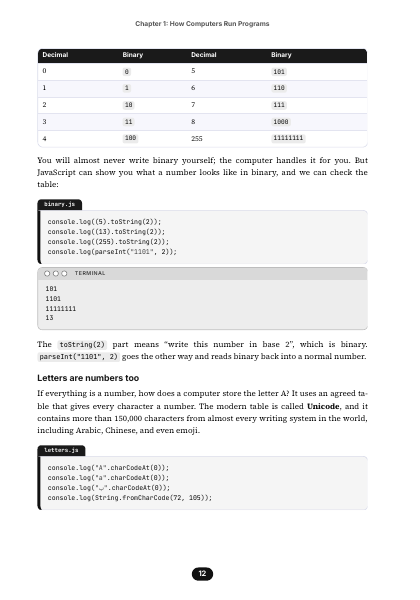 Chapter 1: How Computers Run Programs
Decimal Binary Decimal Binary
0 0 5 101
1 1 6 110
2 10 7 111
3 11 8 1000
4 100 255 11111111
You will almost never write binary yourself; the computer handles it for you. But
JavaScript can show you what a number looks like in binary, and we can check the
table:
binary.js
console.log((5).toString(2));
console.log((13).toString(2));
console.log((255).toString(2));
console.log(parseInt("1101", 2));
TERMINAL
101
1101
11111111
13
The toString(2) part means “write this number in base 2”, which is binary.
parseInt("1101", 2) goes the other way and reads binary back into a normal number.
Letters are numbers too
If everything is a number, how does a computer store the letter A? It uses an agreed ta-
ble that gives every character a number. The modern table is called Unicode, and it
contains more than 150,000 characters from almost every writing system in the world,
including Arabic, Chinese, and even emoji.
letters.js
console.log("A".charCodeAt(0));
console.log("a".charCodeAt(0));
console.log(" ".charCodeAt(0));
console.log(String.fromCharCode(72, 105));
12